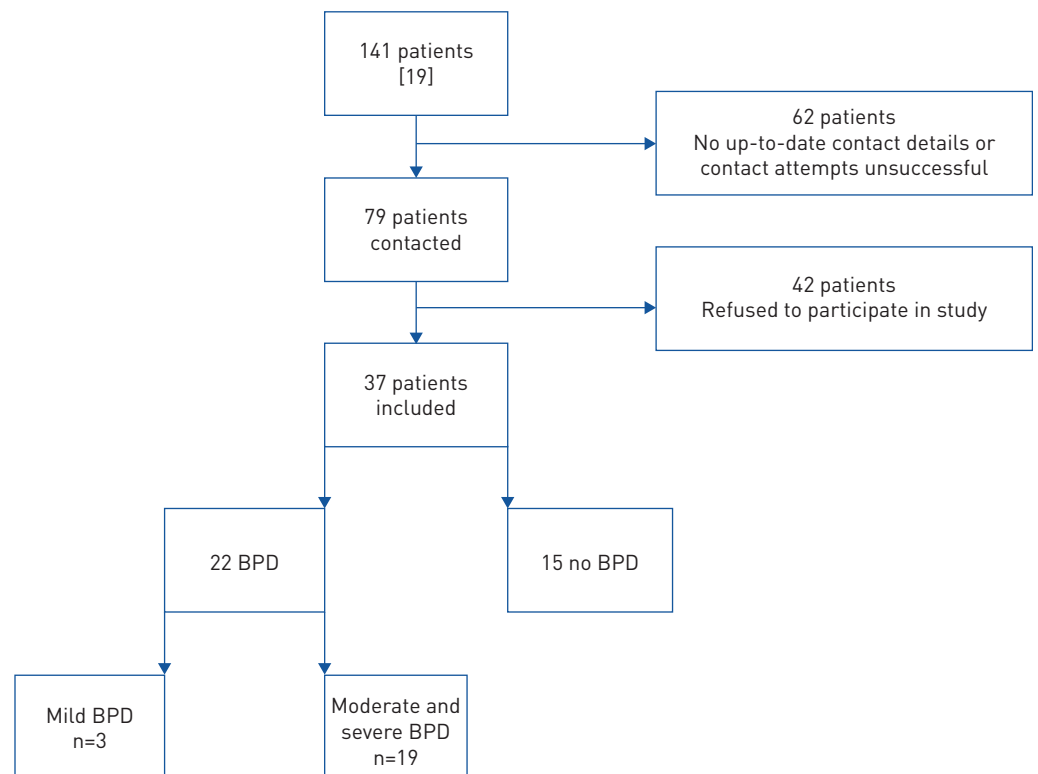 141 patients
[19]
62 patients
No up-to-date contact details or
contact attempts unsuccessful
79 patients
contacted
42 patients
Refused to participate in study
37 patients
included
22 BPD
15 no BPD
Mild BPD
n=3
Moderate and
severe BPD
n=19